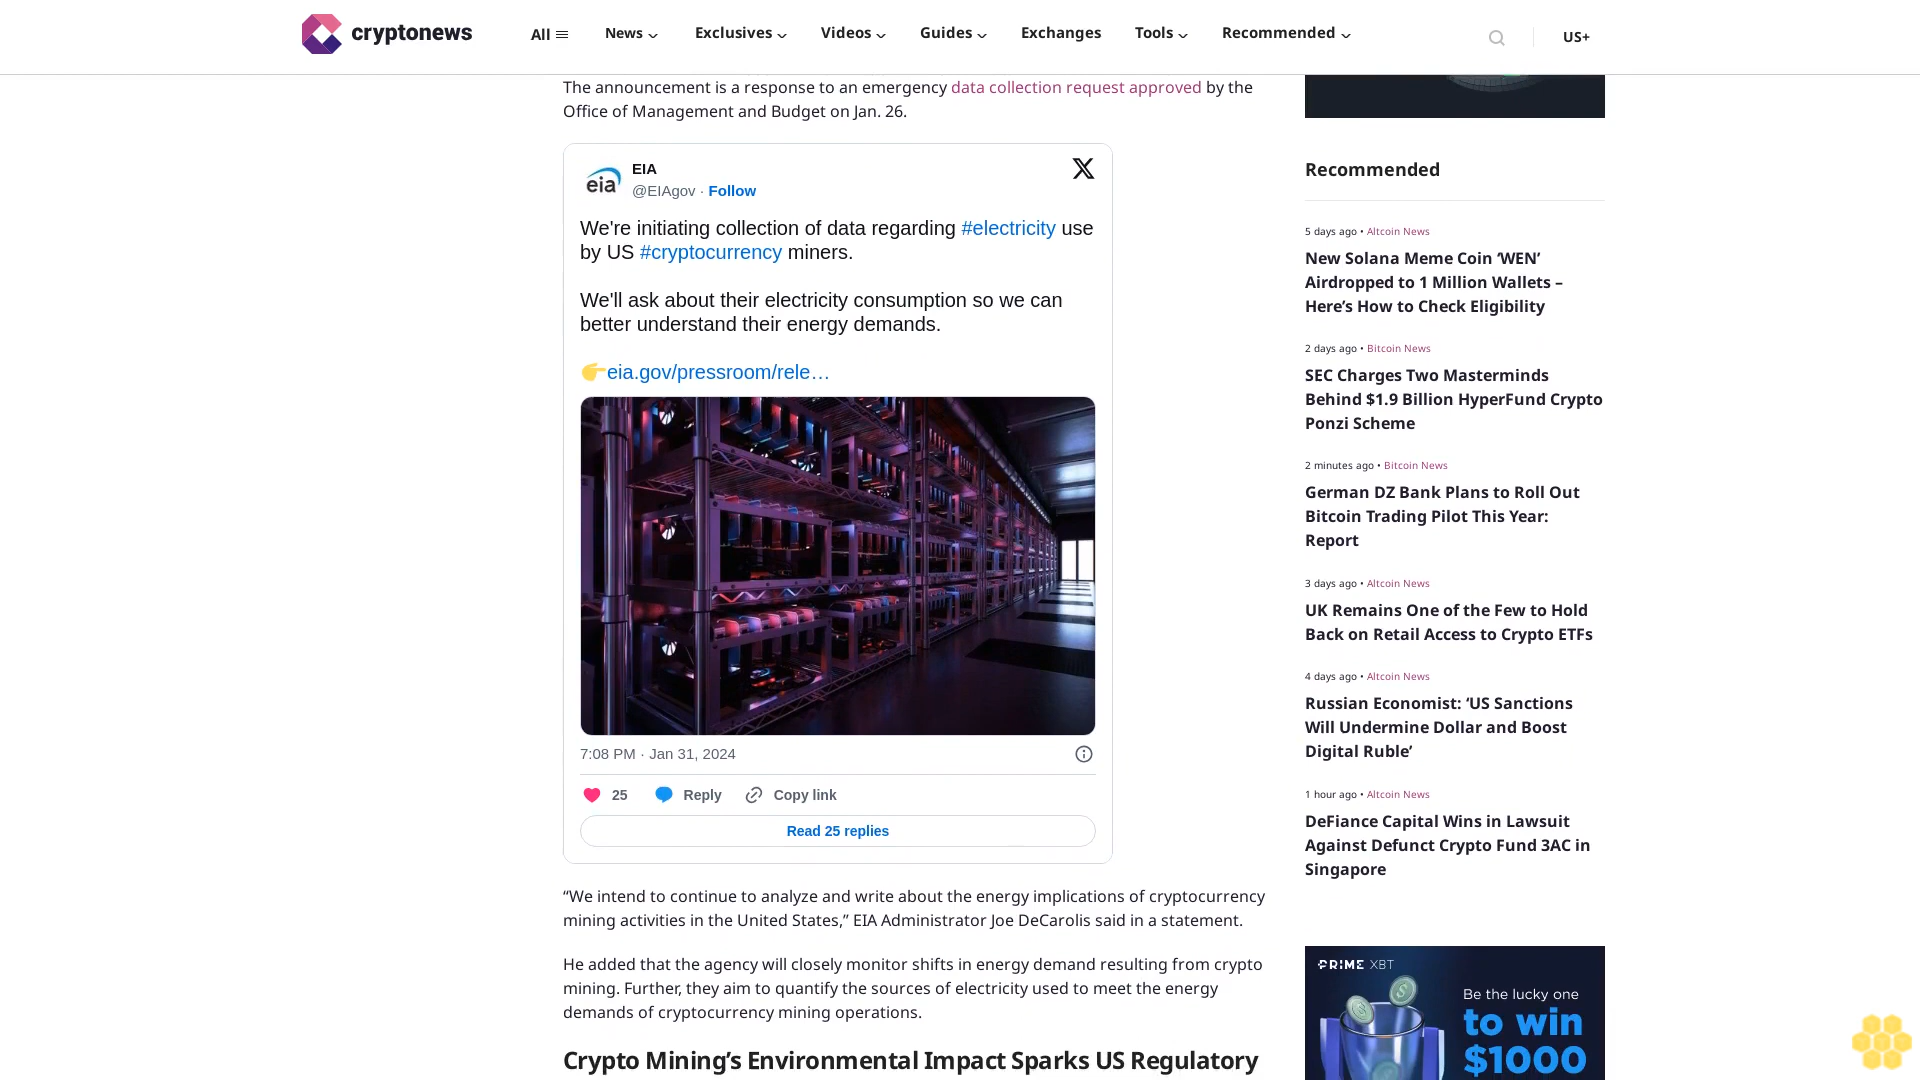 cryptonews
All
News
Exclusives
Videos
Guides
Exchanges
Tools
Recommended
US+
The announcement is a response to an emergency data collection request approved by the
Office of Management and Budget on Jan. 26.
EIA
@EIAgov · Follow
eia
We're initiating collection of data regarding #electricity use
by US #cryptocurrency miners.
We'll ask about their electricity consumption so we can
better understand their energy demands.
👉eia.gov/pressroom/rele…
7:08 PM · Jan 31, 2024
25
Reply
Copy link
Read 25 replies
“We intend to continue to analyze and write about the energy implications of cryptocurrency
mining activities in the United States,” EIA Administrator Joe DeCarolis said in a statement.
He added that the agency will closely monitor shifts in energy demand resulting from crypto
mining. Further, they aim to quantify the sources of electricity used to meet the energy
demands of cryptocurrency mining operations.
Crypto Mining’s Environmental Impact Sparks US Regulatory
Recommended
5 days ago • Altcoin News
New Solana Meme Coin ‘WEN’
Airdropped to 1 Million Wallets –
Here’s How to Check Eligibility
2 days ago • Bitcoin News
SEC Charges Two Masterminds
Behind $1.9 Billion HyperFund Crypto
Ponzi Scheme
2 minutes ago • Bitcoin News
German DZ Bank Plans to Roll Out
Bitcoin Trading Pilot This Year:
Report
3 days ago • Altcoin News
UK Remains One of the Few to Hold
Back on Retail Access to Crypto ETFs
4 days ago • Altcoin News
Russian Economist: ‘US Sanctions
Will Undermine Dollar and Boost
Digital Ruble’
1 hour ago • Altcoin News
DeFiance Capital Wins in Lawsuit
Against Defunct Crypto Fund 3AC in
Singapore
PRIME XBT
Be the lucky one
to win
$1000